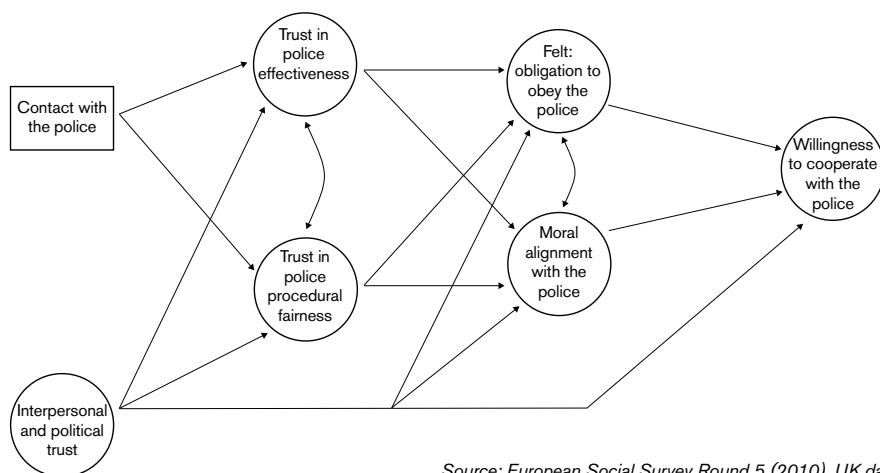 Trust in
police
effectiveness
Felt:
obligation to
obey the
police
Contact with
the police
Willingness
to cooperate
with the
police
Trust in
police
procedural
fairness
Moral
alignment
with the
police
Interpersonal
and political
trust
Source: European Social Survey Round 5 (2010), UK da